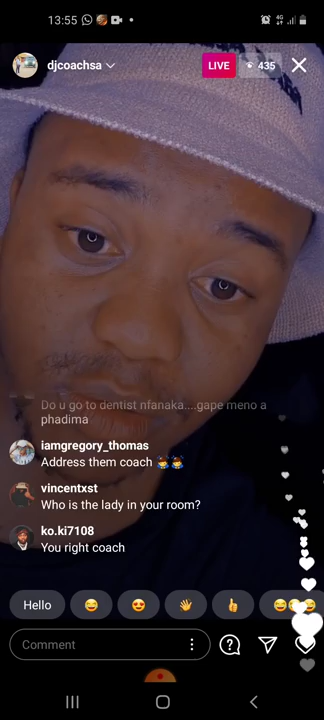 13:55
4G
djcoachsa
LIVE
435
Do u go to dentist nfanaka....gape meno a
phadima
iamgregory_thomas
Address them coach
vincentxst
Who is the lady in your room?
ko.ki7108
You right coach
Hello
Comment